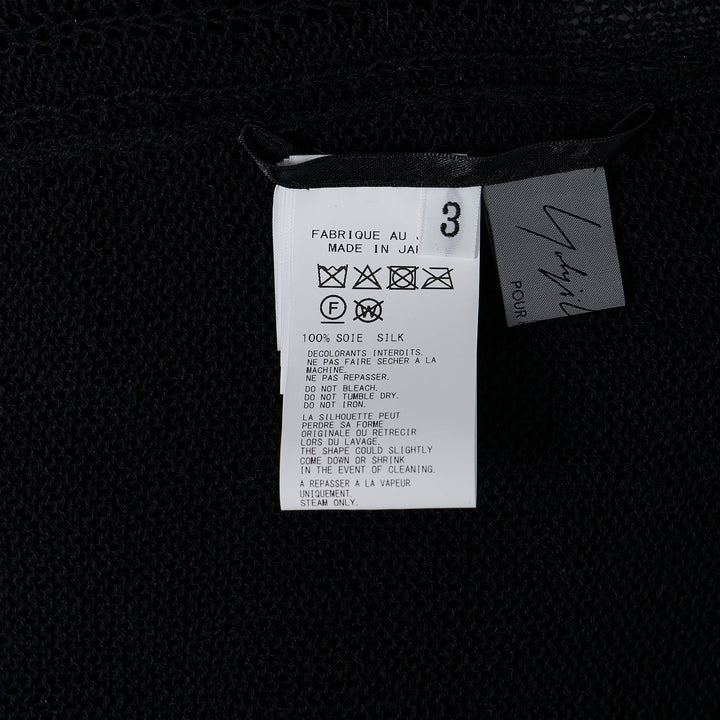 3
FABRIQUE AU
MADE IN
F
W
100% SOIE SILK
DECOLORANTS INTERDITS.
NE PAS FAIRE SECHER A LA
MACHINE.
NE PAS REPASSER.
DO NOT BLEACH.
DO NOT TUMBLE DRY.
DO NOT IRON.
LA SILHOUETTE PEUT
PERDRE SA FORME
ORIGINALE OU RETRECIR
LORS DU LAVAGE.
THE SHAPE COULD SLIGHTLY
COME DOWN OR SHRINK
IN THE EVENT OF CLEANING.
A REPASSER A LA VAPEUR
UNIQUEMENT.
STEAM ONLY.
POUR